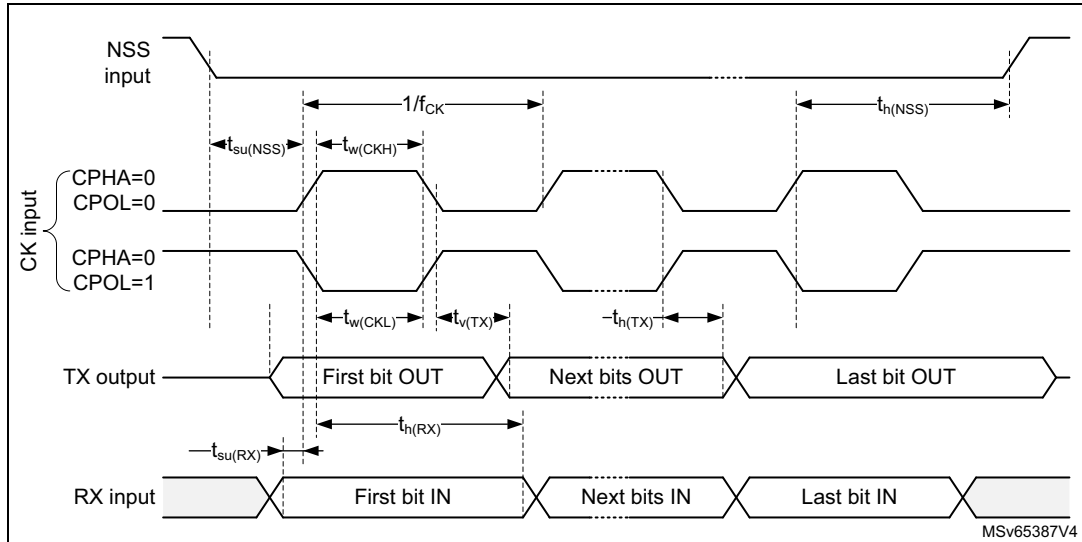 NSS
input
1/fCK
th(NSS)
tsu(NSS)
tw(CKH)
CK input
CPHA=0
CPOL=0
CPHA=0
CPOL=1
tw(CKL)
tv(TX)
th(TX)
TX output
First bit OUT
Next bits OUT
Last bit OUT
th(RX)
tsu(RX)
RX input
First bit IN
Next bits IN
Last bit IN
MSv65387V4